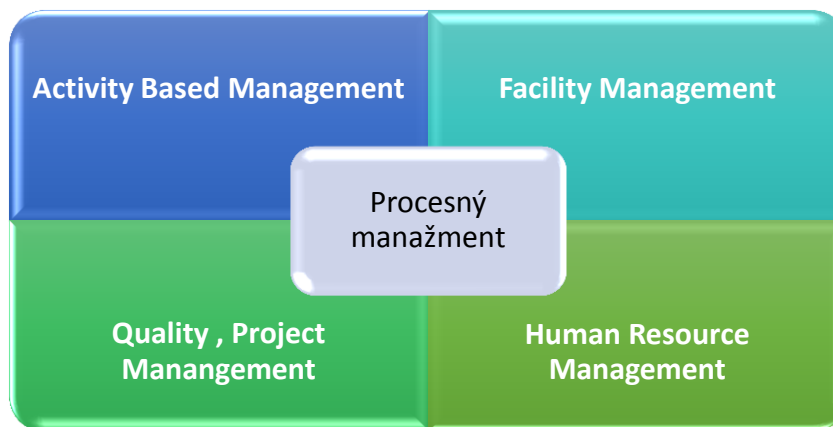 Activity Based Management
Facility Management
Procesný
manažment
Quality , Project
Manangement
Human Resource
Management